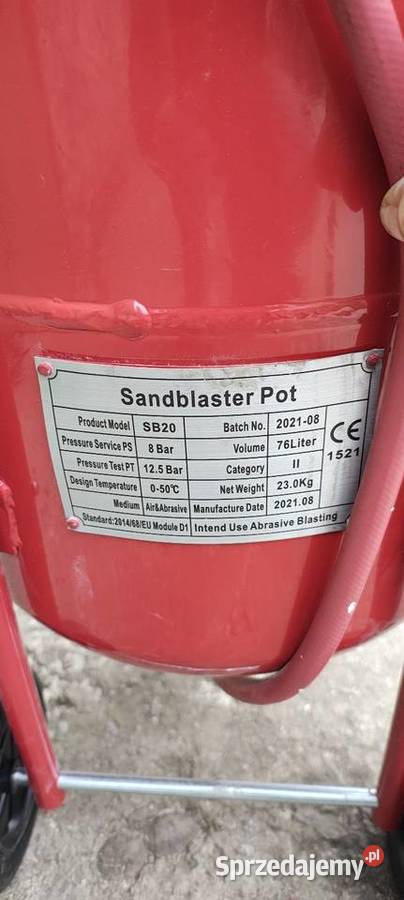 Sandblaster Pot
Product Model SB20 Batch No. 2021-08
Pressure Service PS 8 Bar Volume 76Liter
Pressure Test PT 12.5 Bar Category II
Design Temperature 0-50℃ Net Weight 23.0Kg
Medium Air&Abrasive Manufacture Date 2021.08
Standard:2014/68/EU Module D1 Intend Use Abrasive Blasting
CE
1521
Sprzedajemy.pl